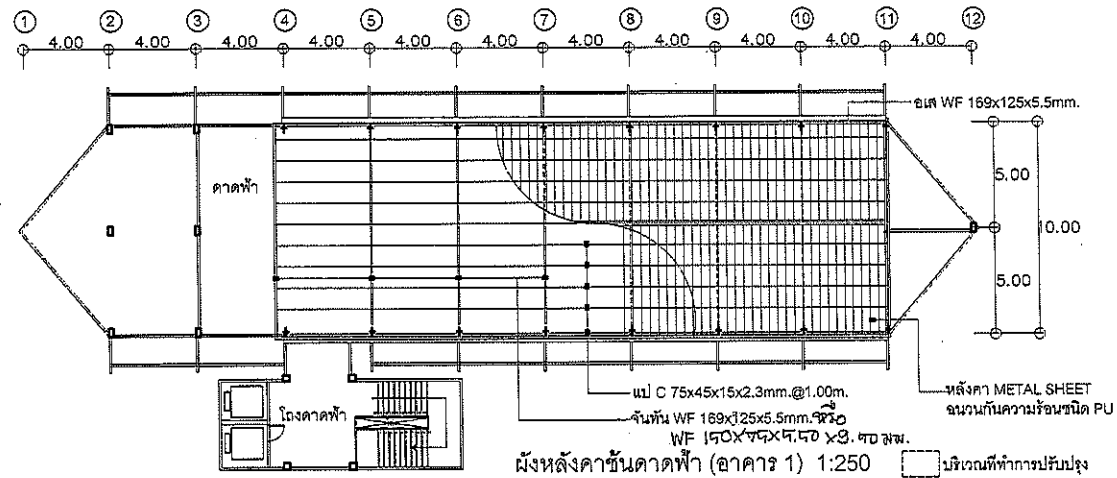 1 2 3 4 5 6 7 8 9 10 11 12
4.00 4.00 4.00 4.00 4.00 4.00 4.00 4.00 4.00 4.00 4.00
อเส WF 169x125x5.5mm.
ดาดฟ้า
5.00
10.00
5.00
แป C 75x45x15x2.3mm.@1.00m.
หลังคา METAL SHEET
ฉนวนกันความร้อนชนิด PU
จันทัน WF 169x125x5.5mm. หรือ
WF 150x75x5.50 x9.50 มม.
โถงดาดฟ้า
ผังหลังคาชั้นดาดฟ้า (อาคาร 1) 1:250
บริเวณที่ทำการปรับปรุง